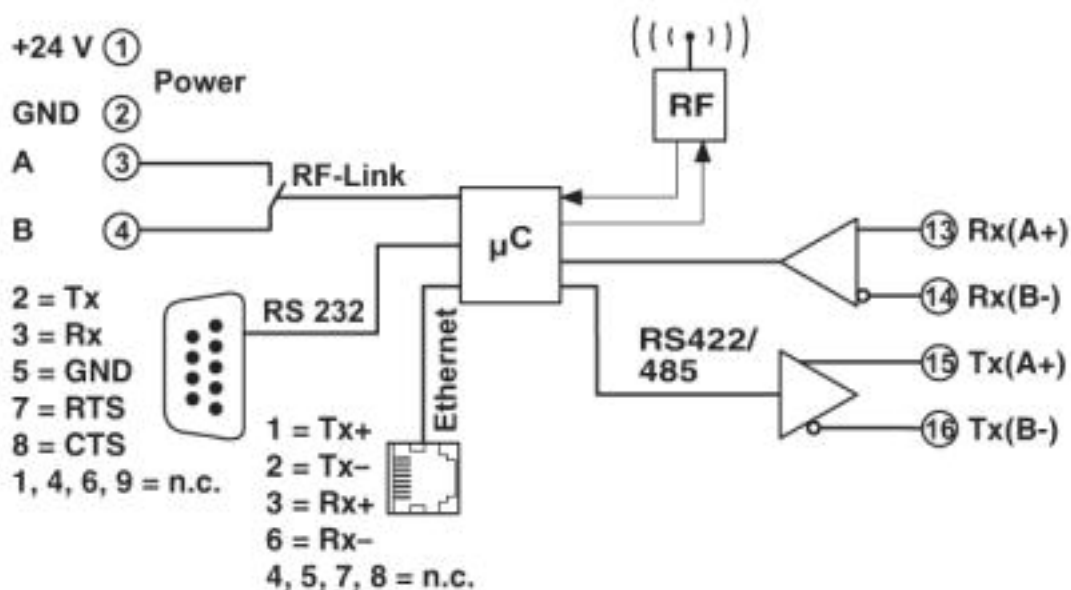 +24 V 1
Power
GND 2
A 3
B 4
RF-Link
RF
µC
13 Rx(A+)
14 Rx(B-)
RS422/
485
15 Tx(A+)
16 Tx(B-)
RS 232
2 = Tx
3 = Rx
5 = GND
7 = RTS
8 = CTS
1, 4, 6, 9 = n.c.
Ethernet
1 = Tx+
2 = Tx–
3 = Rx+
6 = Rx–
4, 5, 7, 8 = n.c.